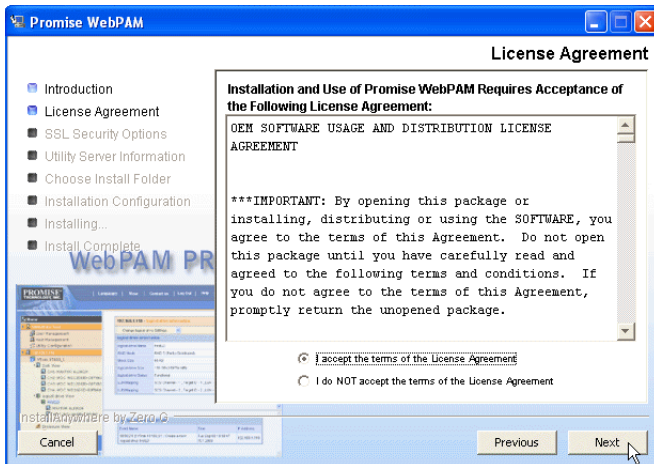 Promise WebPAM
License Agreement
Introduction
License Agreement
SSL Security Options
Utility Server Information
Choose Install Folder
Installation Configuration
Installing...
Install Complete
WebPAM PR
PROMISE
TECHNOLOGY, INC.
InstallAnywhere by Zero G
Installation and Use of Promise WebPAM Requires Acceptance of
the Following License Agreement:
OEM SOFTWARE USAGE AND DISTRIBUTION LICENSE
AGREEMENT
***IMPORTANT: By opening this package or
installing, distributing or using the SOFTWARE, you
agree to the terms of this Agreement. Do not open
this package until you have carefully read and
agreed to the following terms and conditions. If
you do not agree to the terms of this Agreement,
promptly return the unopened package.
I accept the terms of the License Agreement
I do NOT accept the terms of the License Agreement
Cancel
Previous
Next